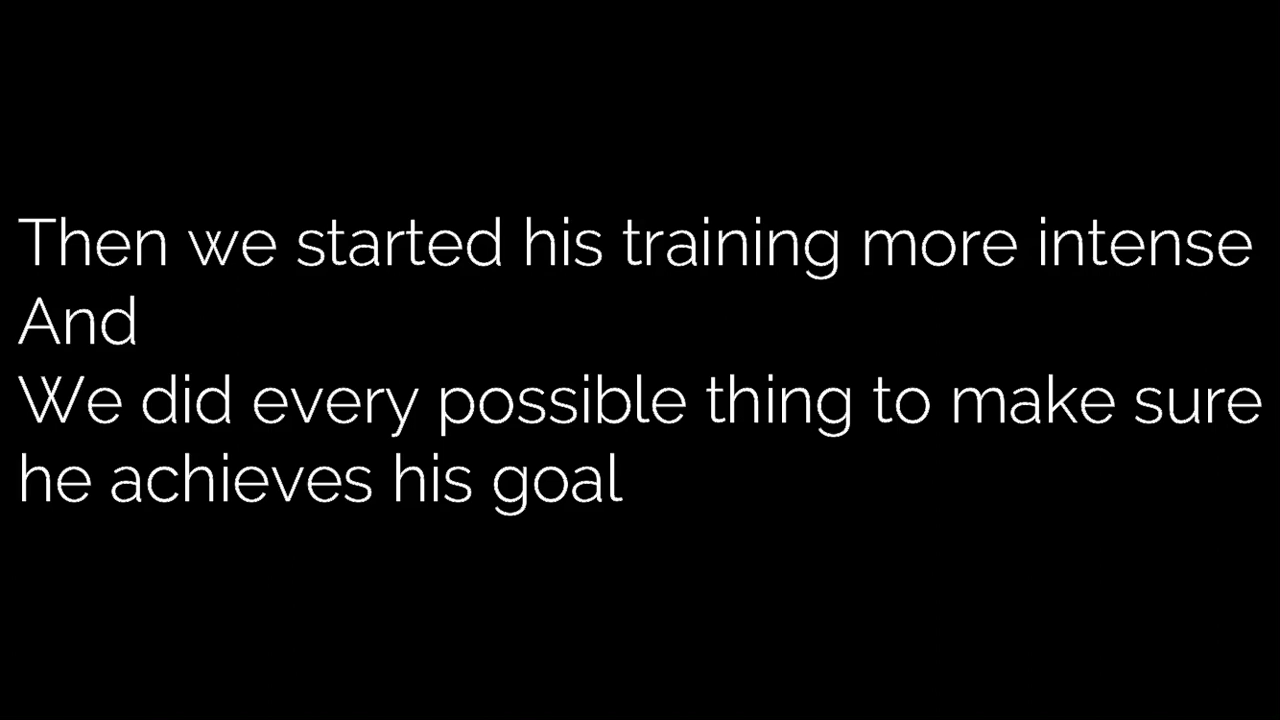 Then we started his training more intense
And
We did every possible thing to make sure
he achieves his goal